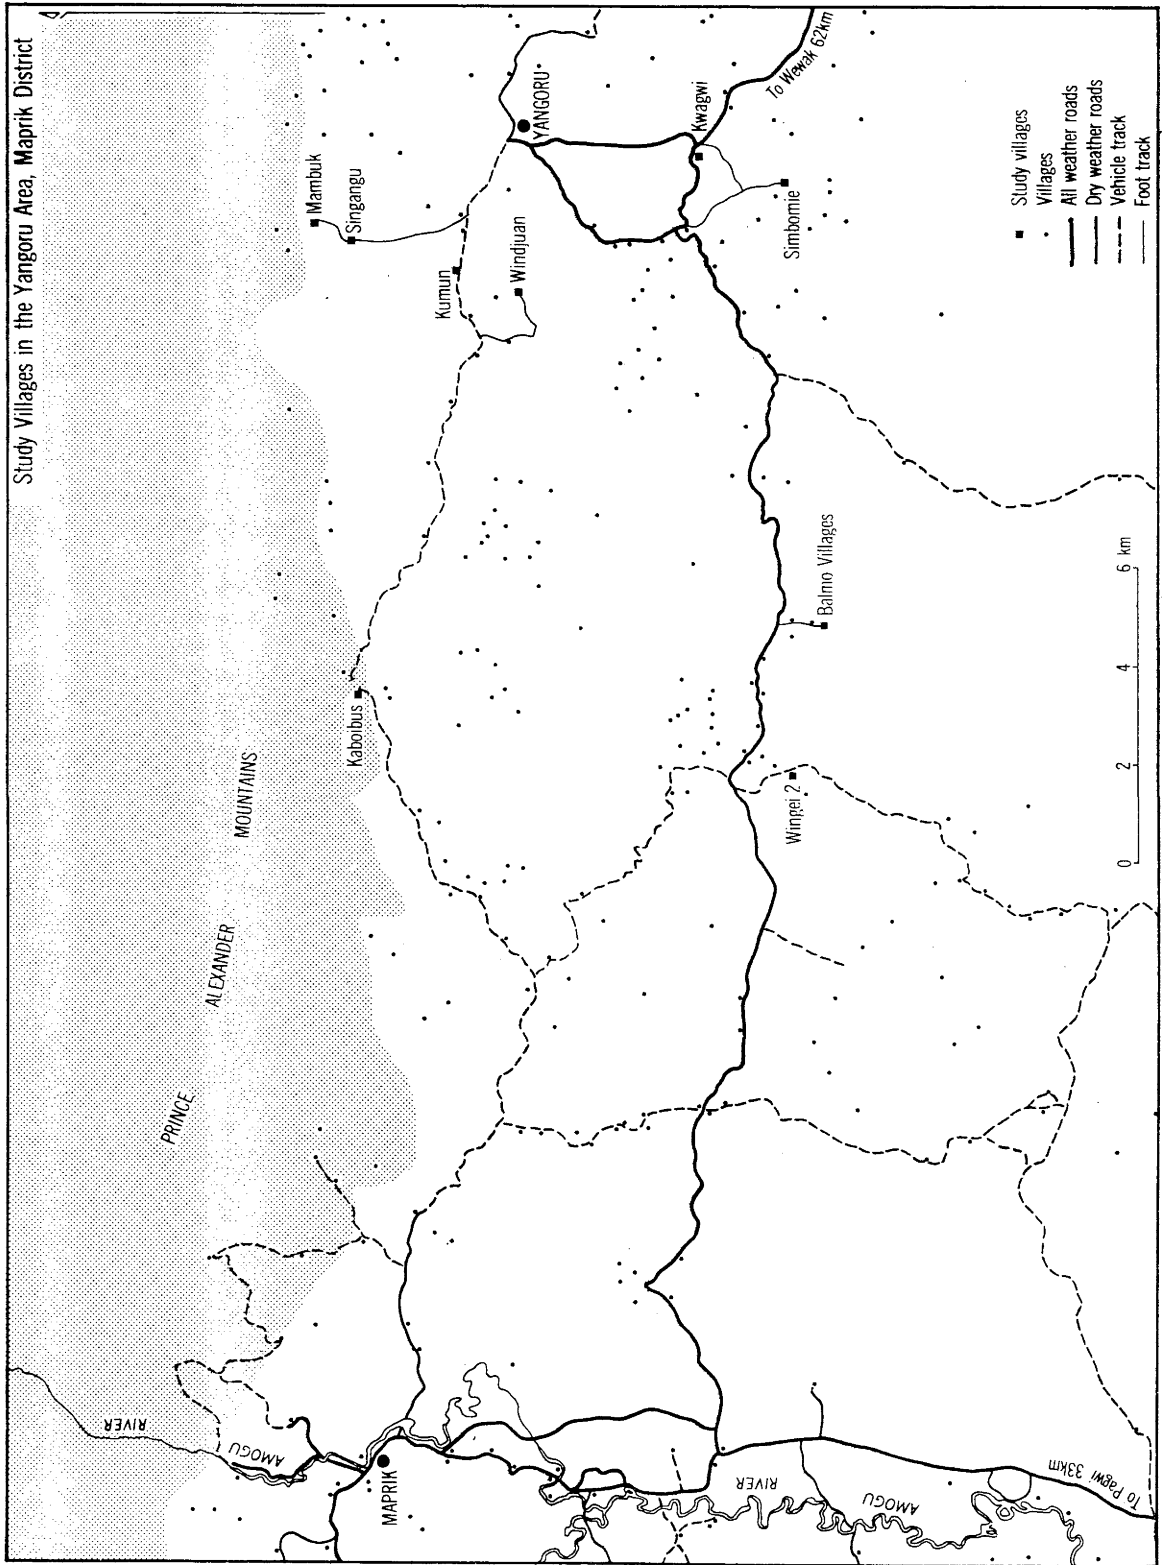 Study Villages in the Yangoru Area, Maprik District
PRINCE
ALEXANDER
MOUNTAINS
RIVER
AMOGU
MAPRIK
Kaboibus
Mambuk
Singangu
Kumun
Windjuan
YANGORU
Kwagwi
To Wewak 62km
Simbomie
Balmo Villages
Wingei 2
RIVER
AMOGU
To Pagwi 33km
0 2 4 6 km
Study villages
Villages
All weather roads
Dry weather roads
Vehicle track
Foot track